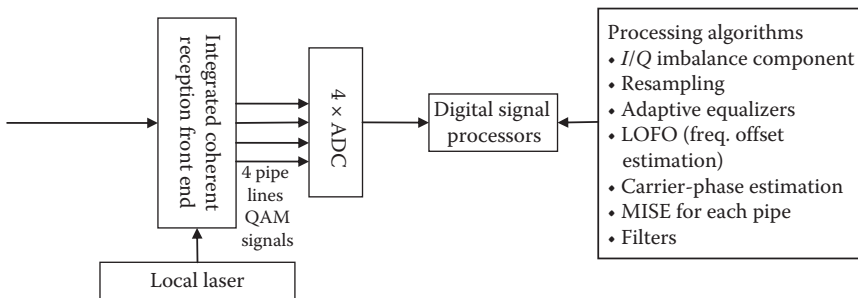 Integrated coherent
reception front
end
4 × ADC
4 pipe
lines
QAM
signals
Local laser
Digital signal
processors
Processing algorithms
• I/Q imbalance component
• Resampling
• Adaptive equalizers
• LOFO (freq. offset
estimation)
• Carrier-phase estimation
• MISE for each pipe
• Filters